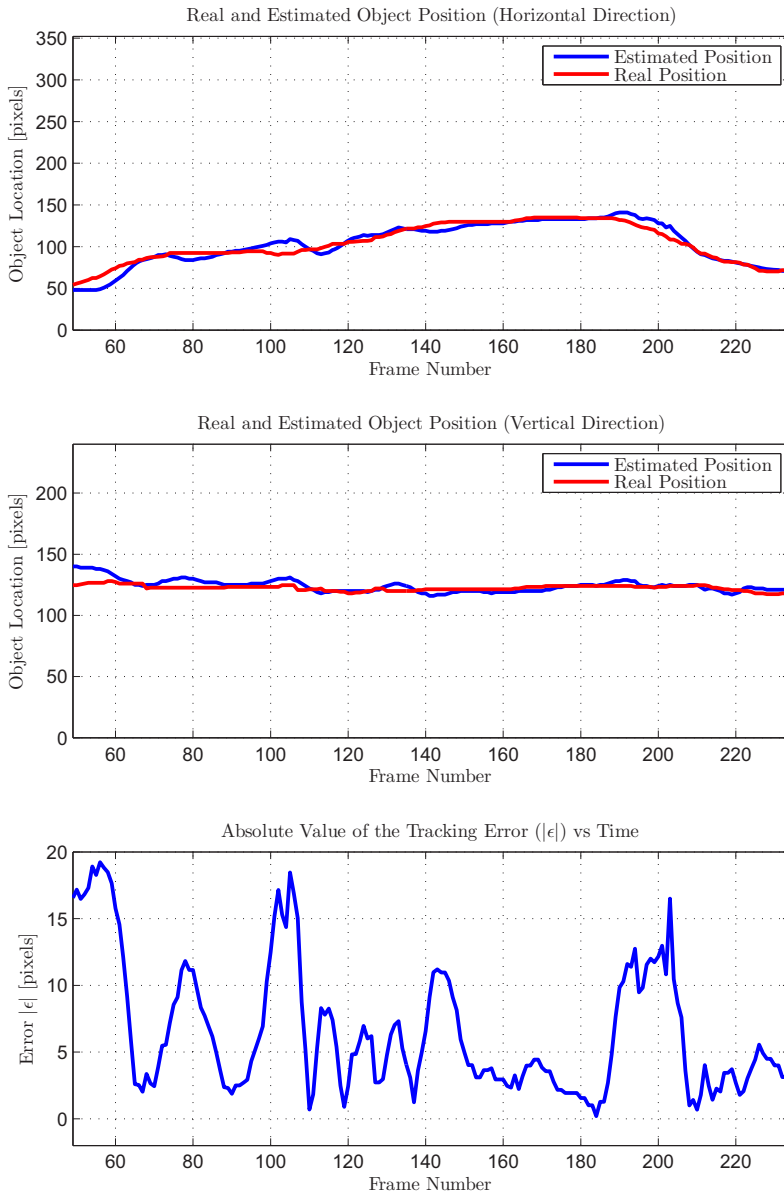 Real and Estimated Object Position (Horizontal Direction)
350
300
250
200
150
100
50
0
Object Location [pixels]
Estimated Position
Real Position
60 80 100 120 140 160 180 200 220
Frame Number
Real and Estimated Object Position (Vertical Direction)
200
150
100
50
0
Object Location [pixels]
Estimated Position
Real Position
60 80 100 120 140 160 180 200 220
Frame Number
Absolute Value of the Tracking Error (|ϵ|) vs Time
20
15
10
5
0
Error |ϵ| [pixels]
60 80 100 120 140 160 180 200 220
Frame Number